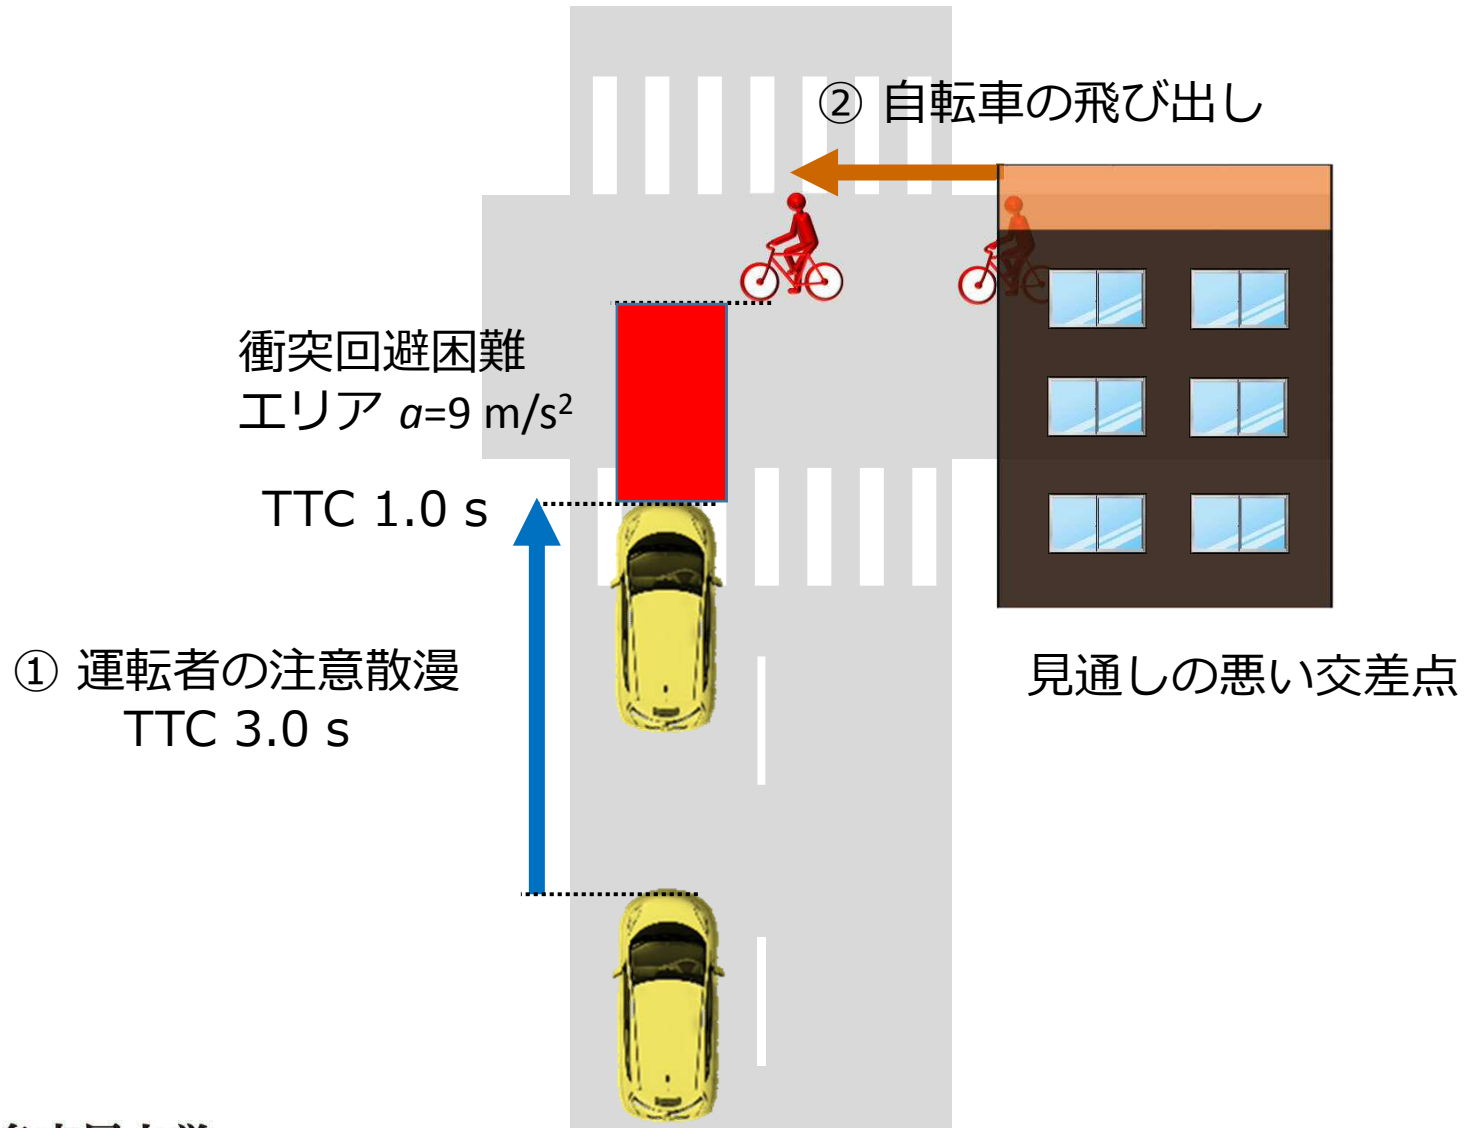 ② 自転車の飛び出し
衝突回避困難
エリア a=9 m/s²
TTC 1.0 s
① 運転者の注意散漫
TTC 3.0 s
見通しの悪い交差点